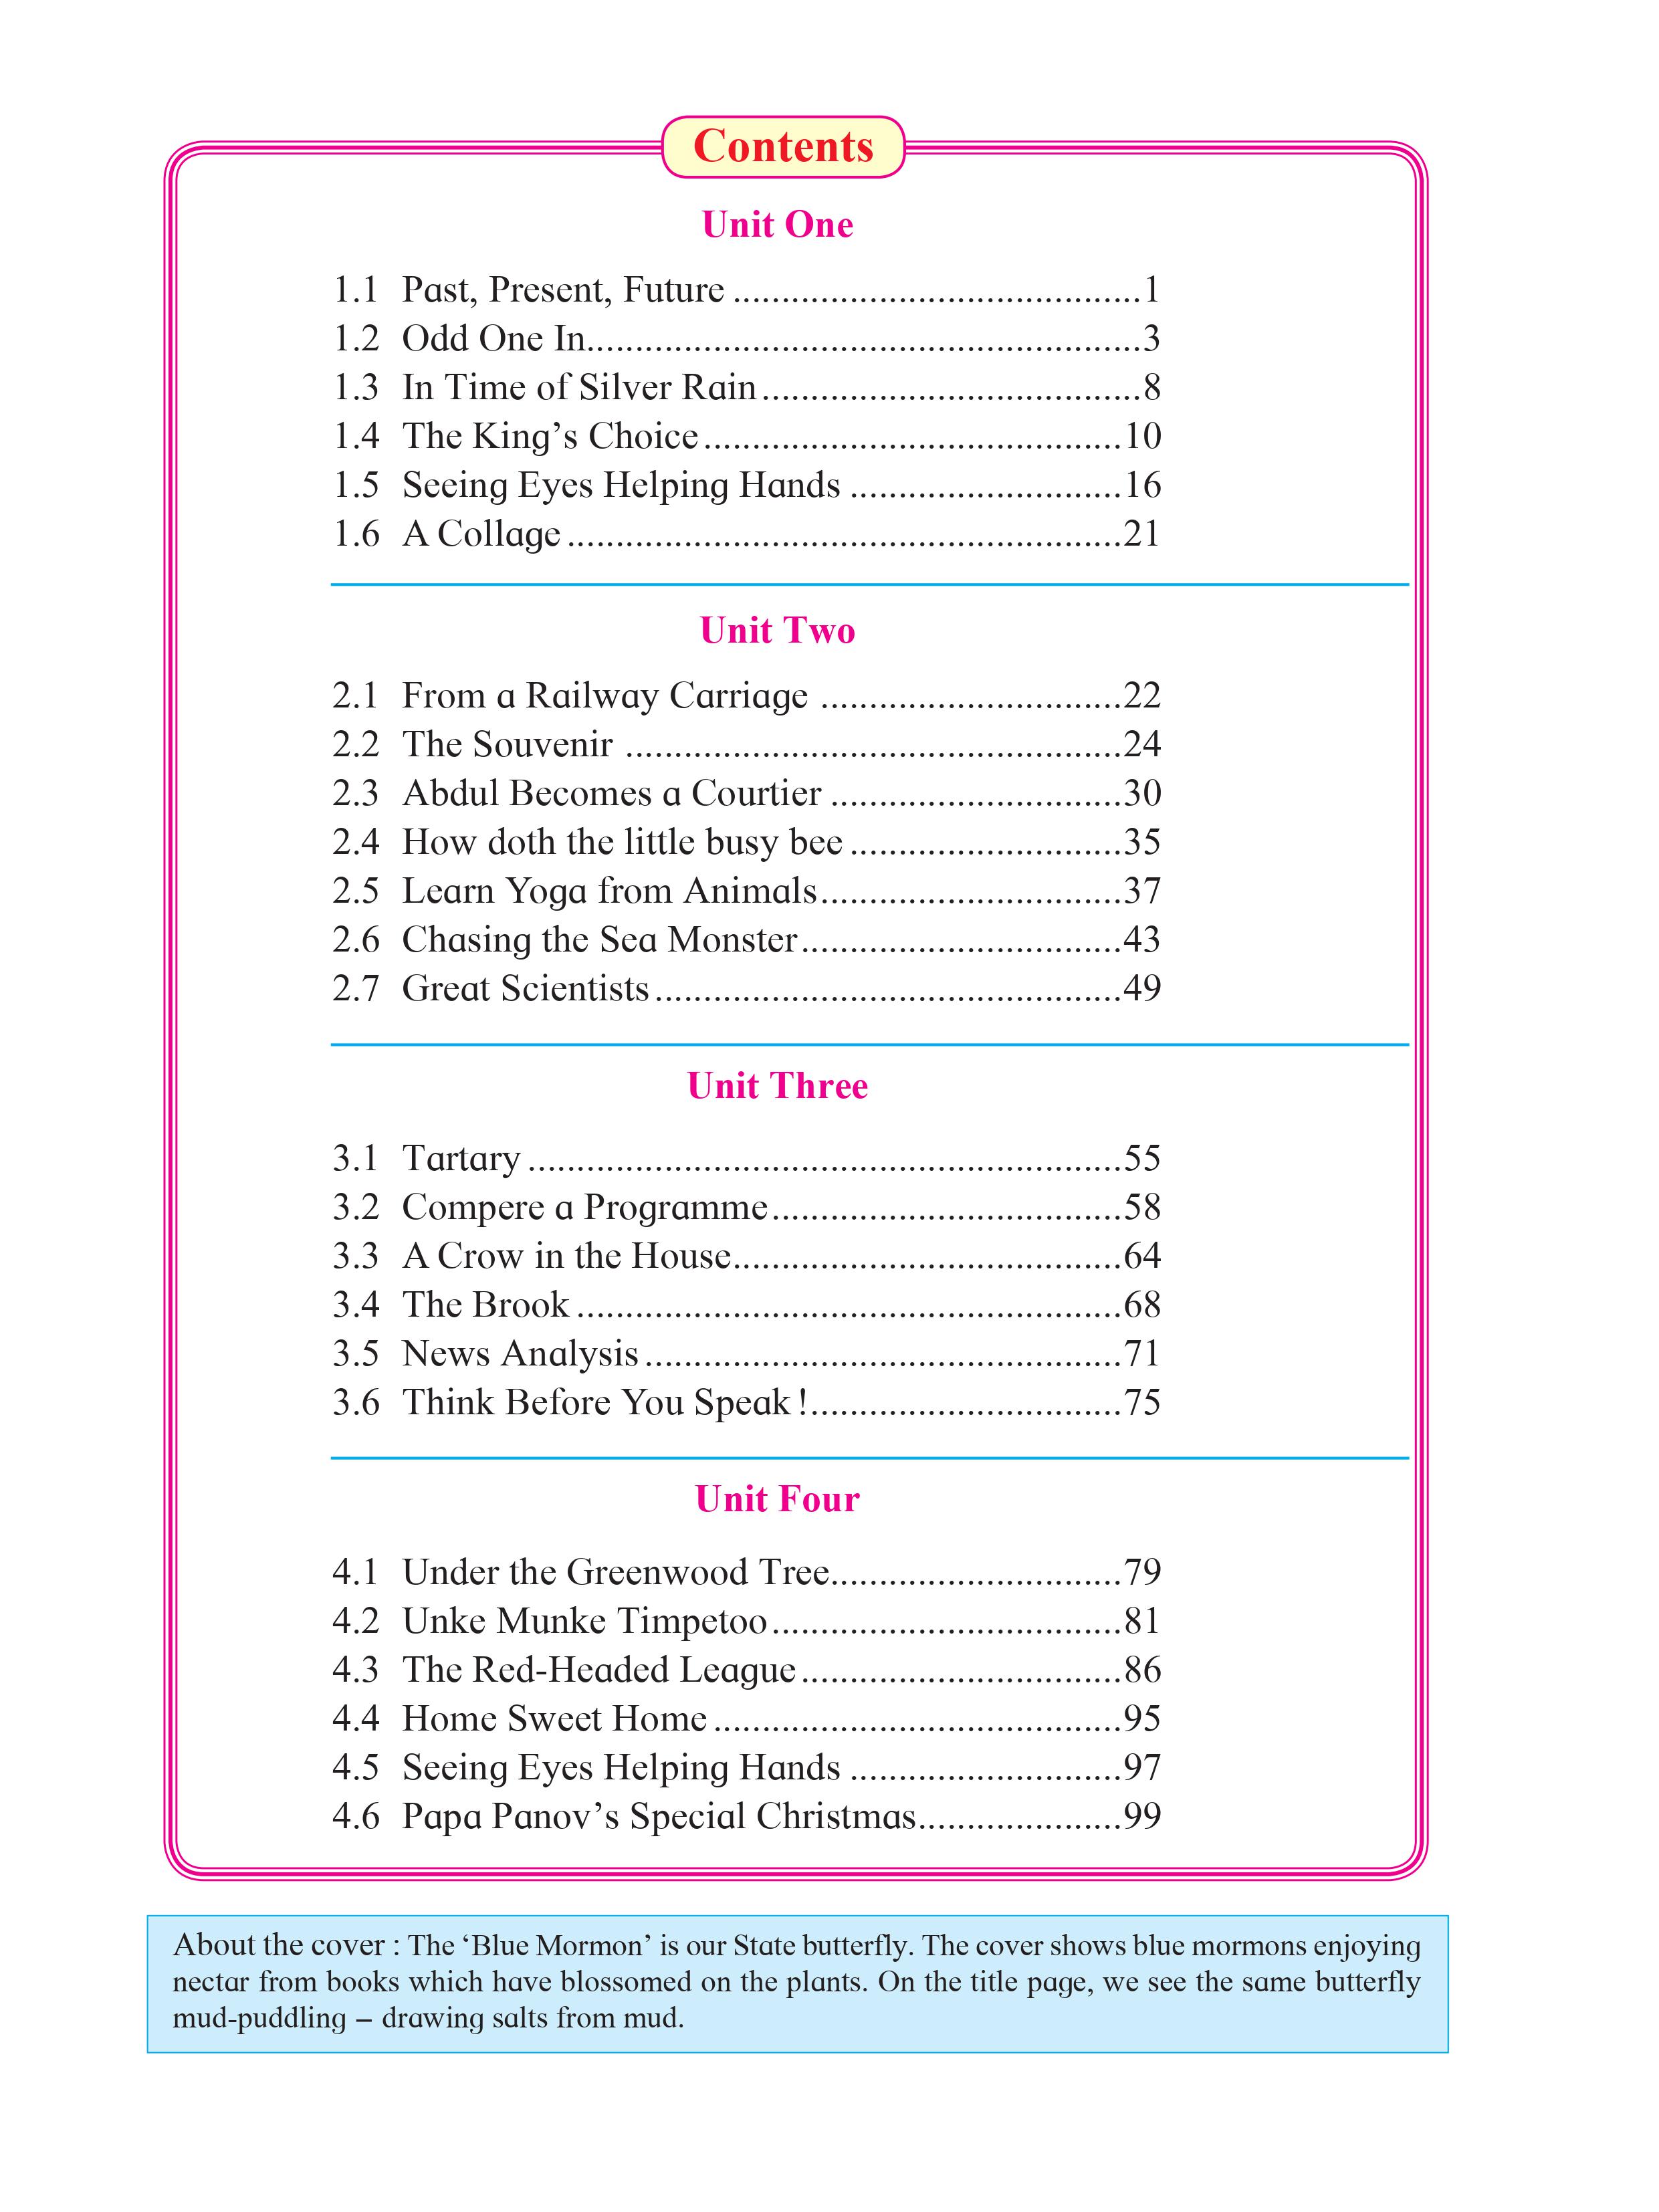 Contents
Unit One
1.1 Past, Present, Future ..........................................1
1.2 Odd One In.........................................................3
1.3 In Time of Silver Rain.......................................8
1.4 The King’s Choice...........................................10
1.5 Seeing Eyes Helping Hands ............................16
1.6 A Collage.........................................................21
Unit Two
2.1 From a Railway Carriage ...............................22
2.2 The Souvenir ...................................................24
2.3 Abdul Becomes a Courtier ..............................30
2.4 How doth the little busy bee............................35
2.5 Learn Yoga from Animals...............................37
2.6 Chasing the Sea Monster.................................43
2.7 Great Scientists................................................49
Unit Three
3.1 Tartary.............................................................55
3.2 Compere a Programme....................................58
3.3 A Crow in the House........................................64
3.4 The Brook........................................................68
3.5 News Analysis.................................................71
3.6 Think Before You Speak !................................75
Unit Four
4.1 Under the Greenwood Tree..............................79
4.2 Unke Munke Timpetoo....................................81
4.3 The Red-Headed League.................................86
4.4 Home Sweet Home..........................................95
4.5 Seeing Eyes Helping Hands ............................97
4.6 Papa Panov’s Special Christmas.....................99
About the cover : The ‘Blue Mormon’ is our State butterfly. The cover shows blue mormons enjoying
nectar from books which have blossomed on the plants. On the title page, we see the same butterfly
mud-puddling – drawing salts from mud.